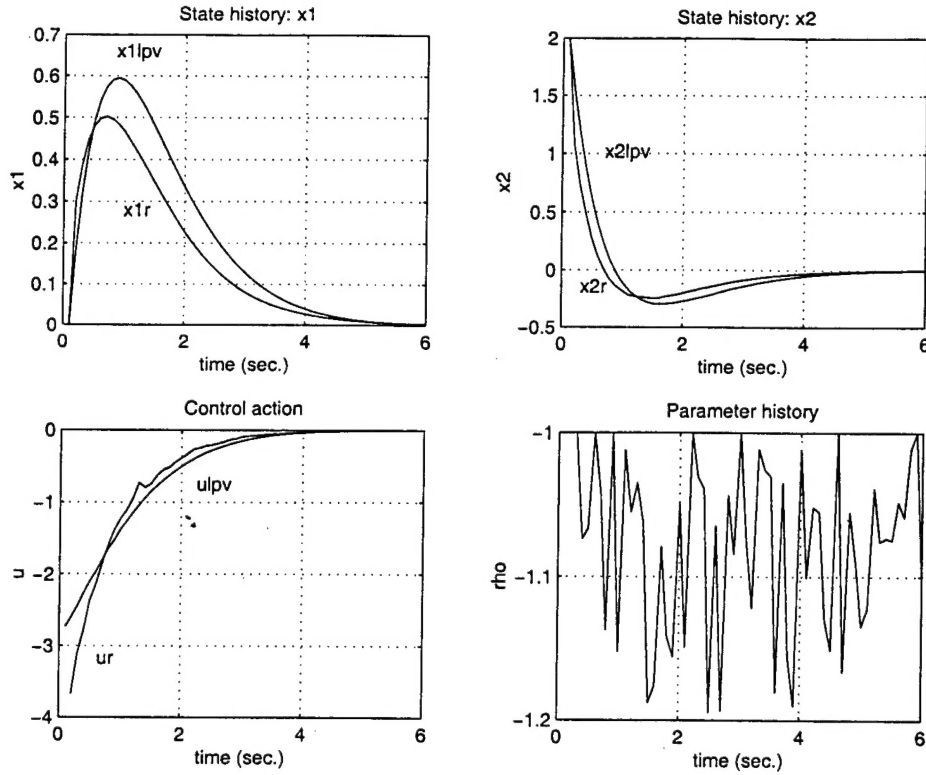 State history: x1
0.7
0.6
0.5
0.4
0.3
0.2
0.1
0
x1
x1lpv
x1r
0
2
4
6
time (sec.)
State history: x2
2
1.5
1
0.5
0
-0.5
x2
x2lpv
x2r
0
2
4
6
time (sec.)
Control action
0
-1
-2
-3
-4
u
ulpv
ur
0
2
4
6
time (sec.)
Parameter history
-1
-1.1
-1.2
rho
0
2
4
6
time (sec.)